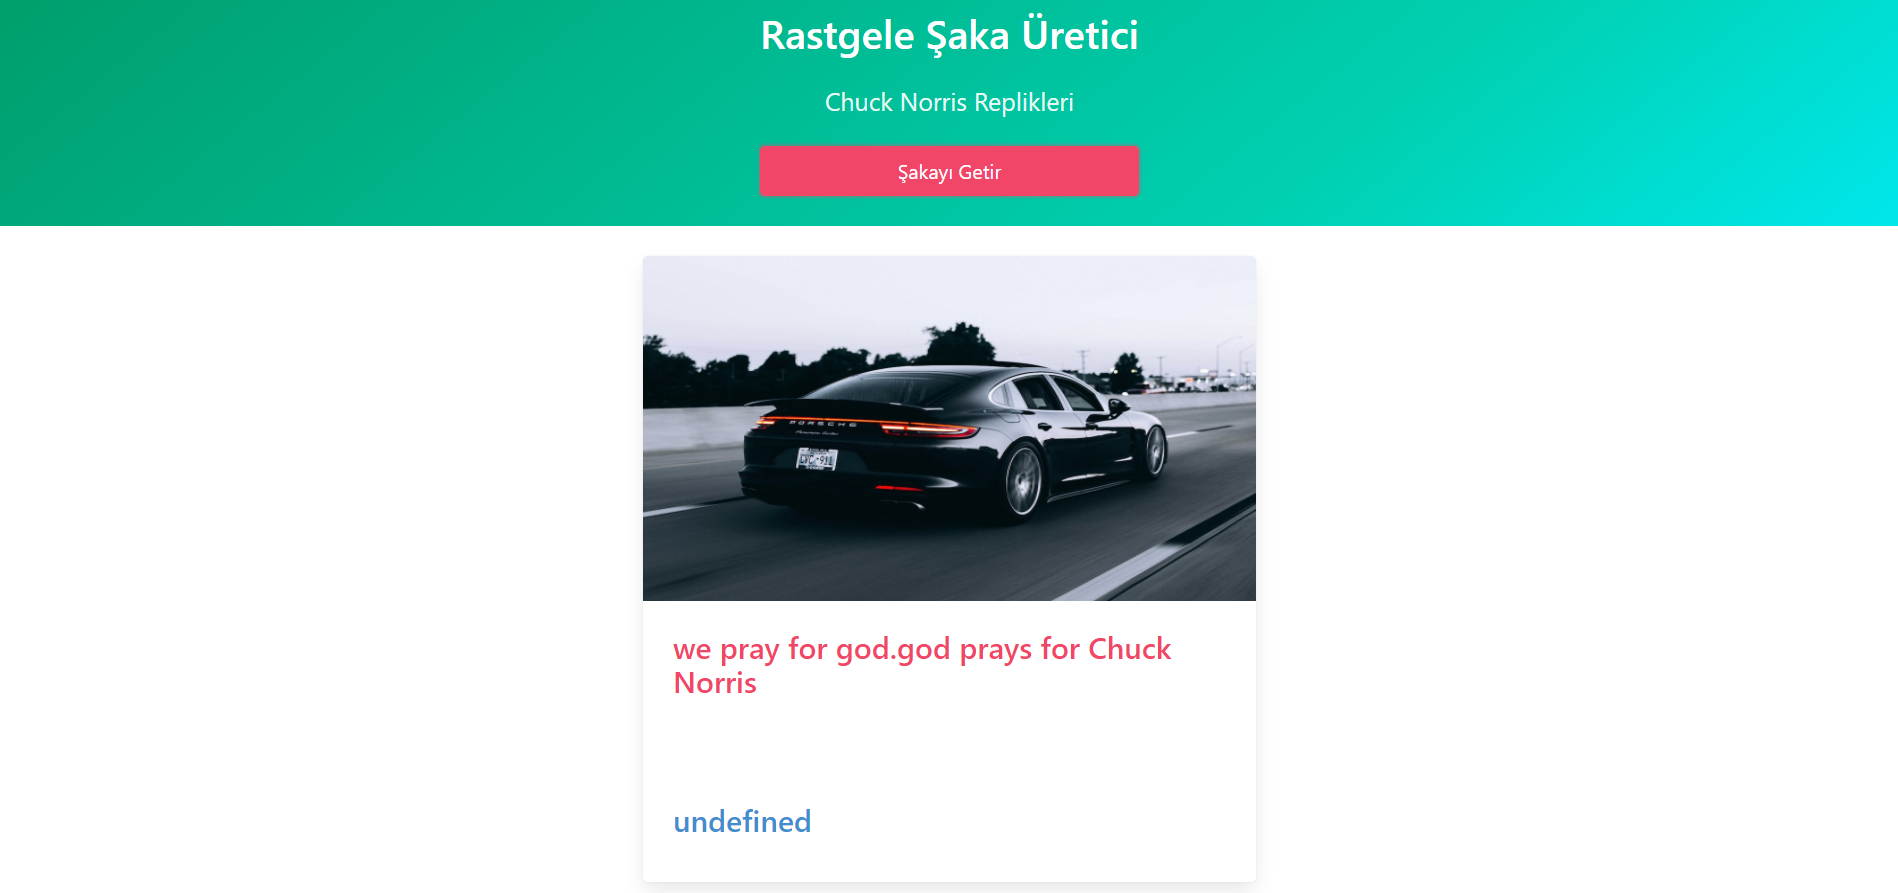 Rastgele Şaka Üretici
Chuck Norris Replikleri
Şakayı Getir
PORSCHE
we pray for god.god prays for Chuck
Norris
undefined